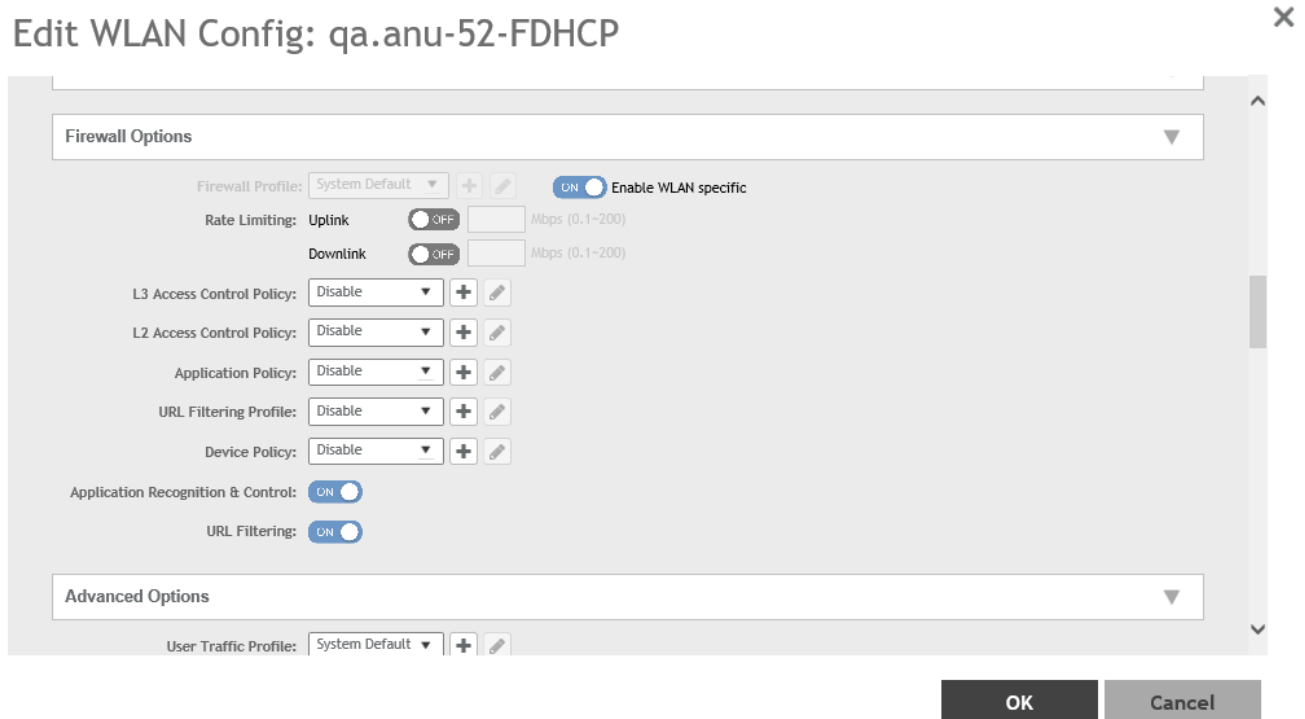 Edit WLAN Config: qa.anu-52-FDHCP
Firewall Options
Firewall Profile: System Default ON Enable WLAN specific
Rate Limiting: Uplink OFF Mbps (0.1~200)
Downlink OFF Mbps (0.1~200)
L3 Access Control Policy: Disable
L2 Access Control Policy: Disable
Application Policy: Disable
URL Filtering Profile: Disable
Device Policy: Disable
Application Recognition & Control: ON
URL Filtering: ON
Advanced Options
User Traffic Profile: System Default
OK Cancel